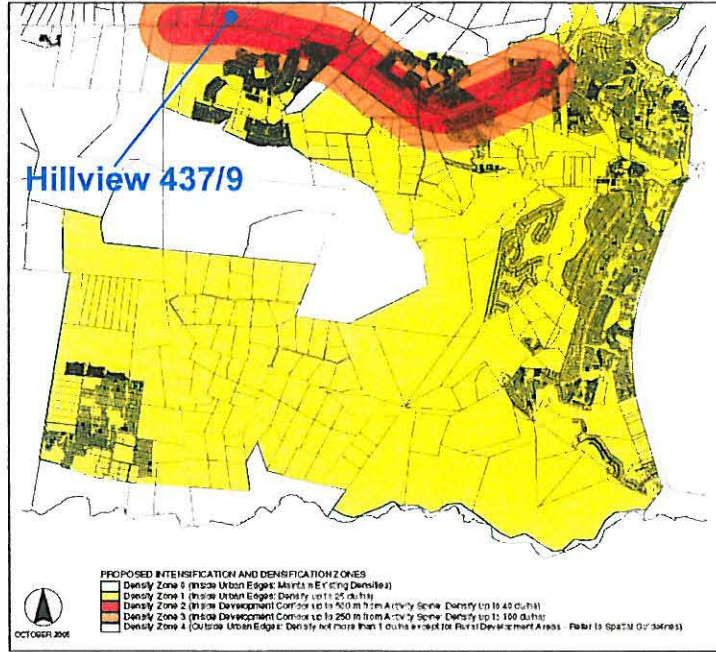 Hillview 437/9
PROPOSED INTENSIFICATION AND DENSIFICATION ZONES
Density Zone 0 (Inside Urban Edges: Maintain Existing Densities)
Density Zone 1 (Inside Urban Edges: Density up to 25 du/ha)
Density Zone 2 (Inside Development Corridor up to 500 m from Activity Spine: Density up to 40 du/ha)
Density Zone 3 (Inside Development Corridor up to 250 m from Activity Spine: Density up to 100 du/ha)
Density Zone 4 (Outside Urban Edges: Density not more than 1 du/ha except for Rural Development Areas - Refer to Spatial Guidelines)
OCTOBER